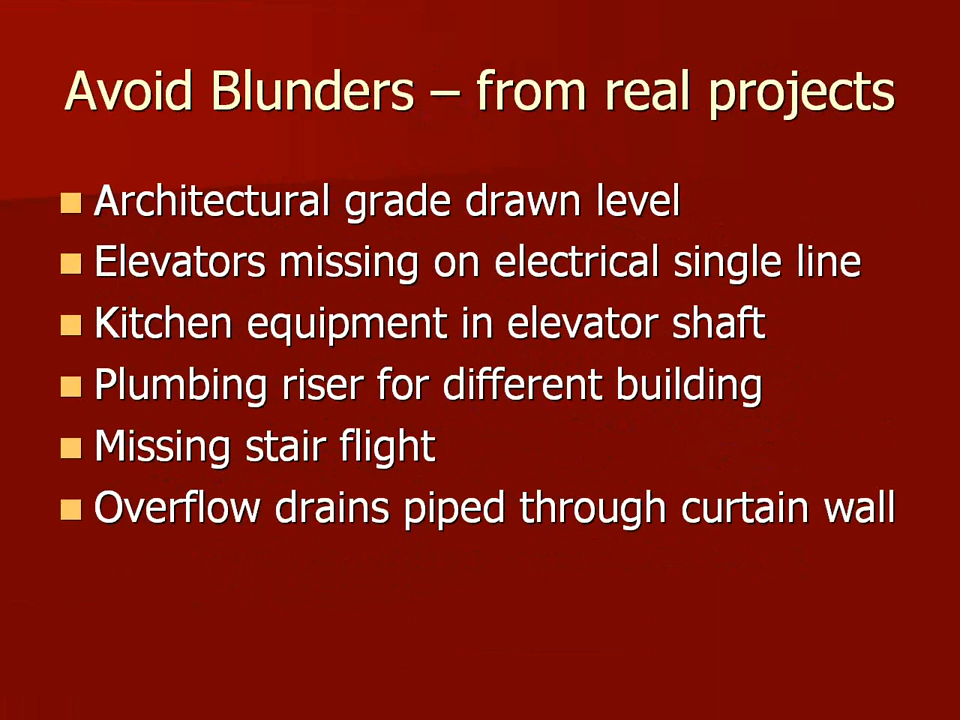 Avoid Blunders – from real projects
Architectural grade drawn level
Elevators missing on electrical single line
Kitchen equipment in elevator shaft
Plumbing riser for different building
Missing stair flight
Overflow drains piped through curtain wall